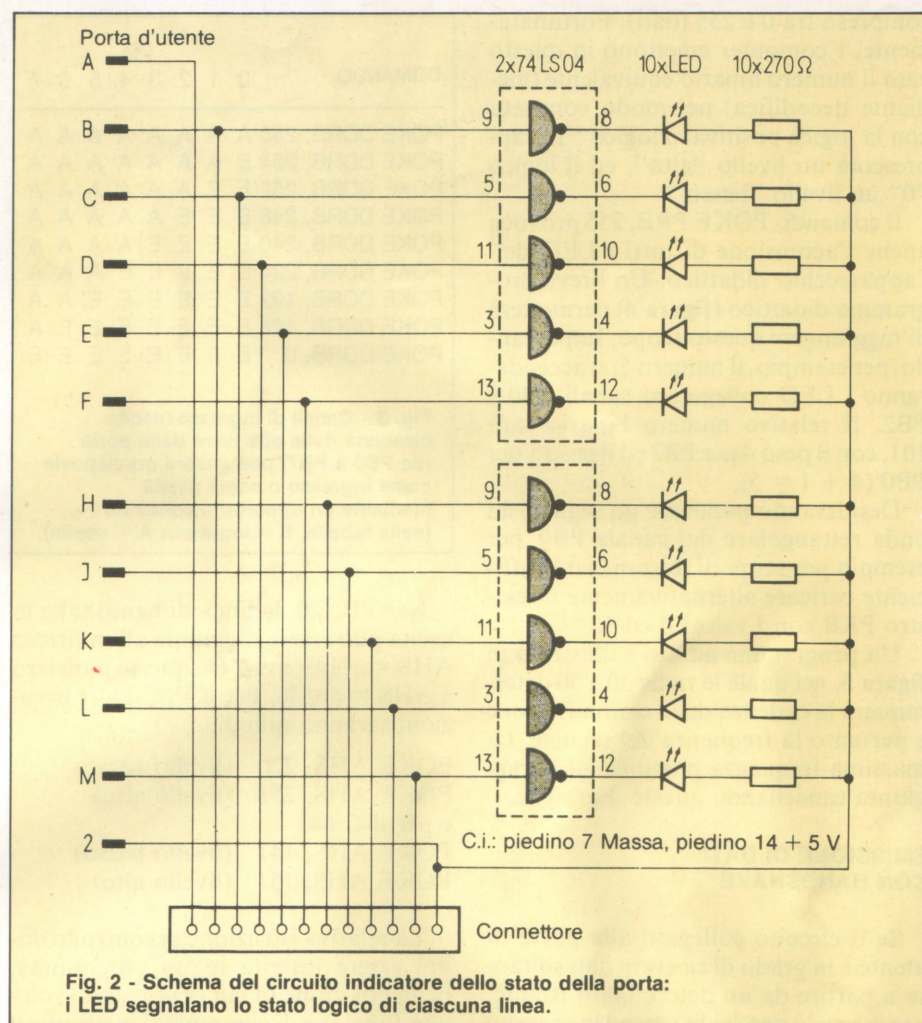 Porta d'utente
2x74LS04 10xLED 10x270 Ω
A
B 9 8
C 5 6
D 11 10
E 3 4
F 13 12
H 9 8
J 5 6
K 11 10
L 3 4
M 13 12
2
C.i.: piedino 7 Massa, piedino 14 + 5 V
Connettore
Fig. 2 - Schema del circuito indicatore dello stato della porta:
i LED segnalano lo stato logico di ciascuna linea.